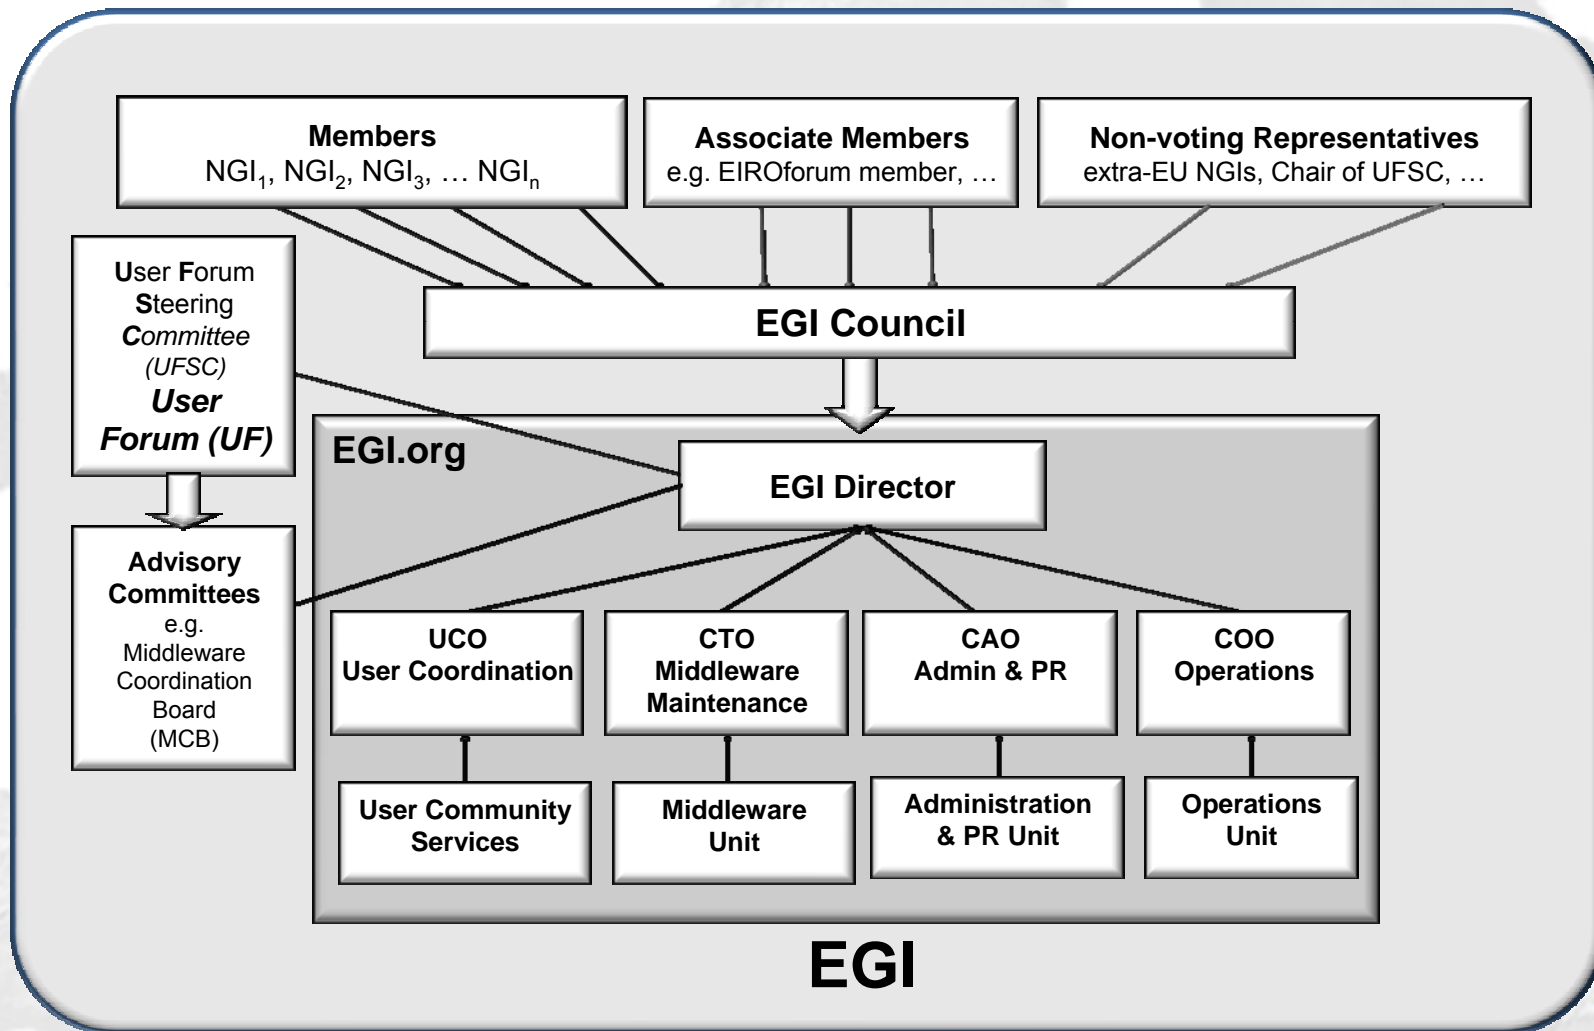 Members
NGI₁, NGI₂, NGI₃, … NGIₙ
Associate Members
e.g. EIROforum member, …
Non-voting Representatives
extra-EU NGIs, Chair of UFSC, …
User Forum
Steering
Committee
(UFSC)
User
Forum (UF)
EGI Council
EGI.org
EGI Director
Advisory
Committees
e.g.
Middleware
Coordination
Board
(MCB)
UCO
User Coordination
CTO
Middleware
Maintenance
CAO
Admin & PR
COO
Operations
User Community
Services
Middleware
Unit
Administration
& PR Unit
Operations
Unit
EGI